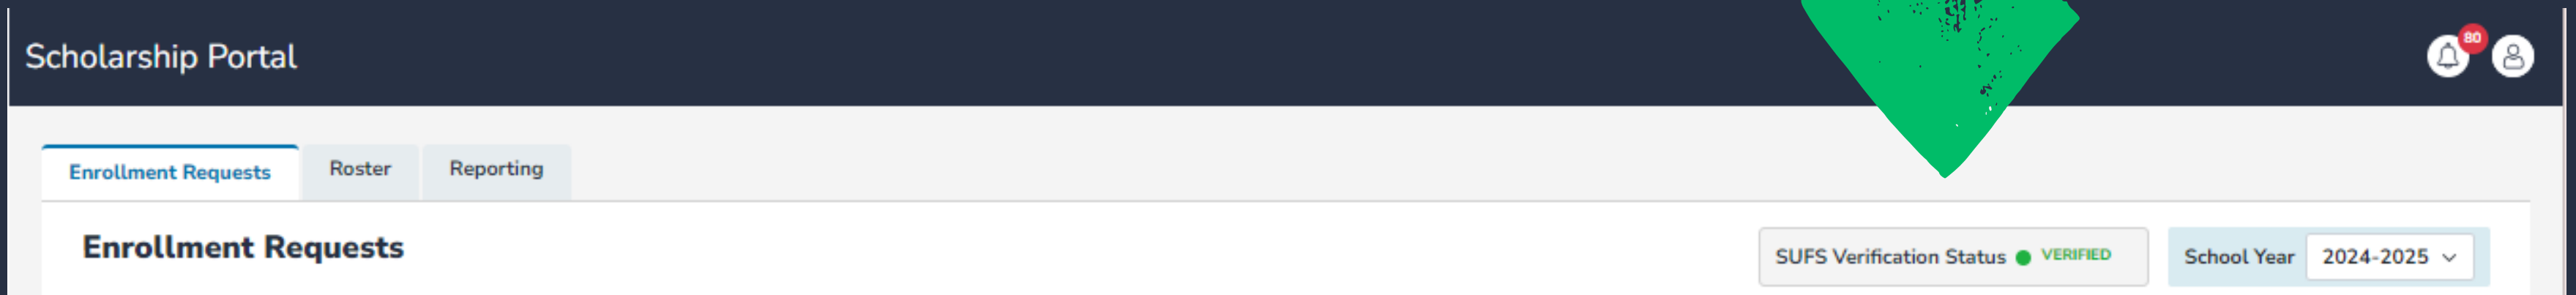 Scholarship Portal
80
Enrollment Requests
Roster
Reporting
Enrollment Requests
SUFS Verification Status VERIFIED
School Year 2024-2025